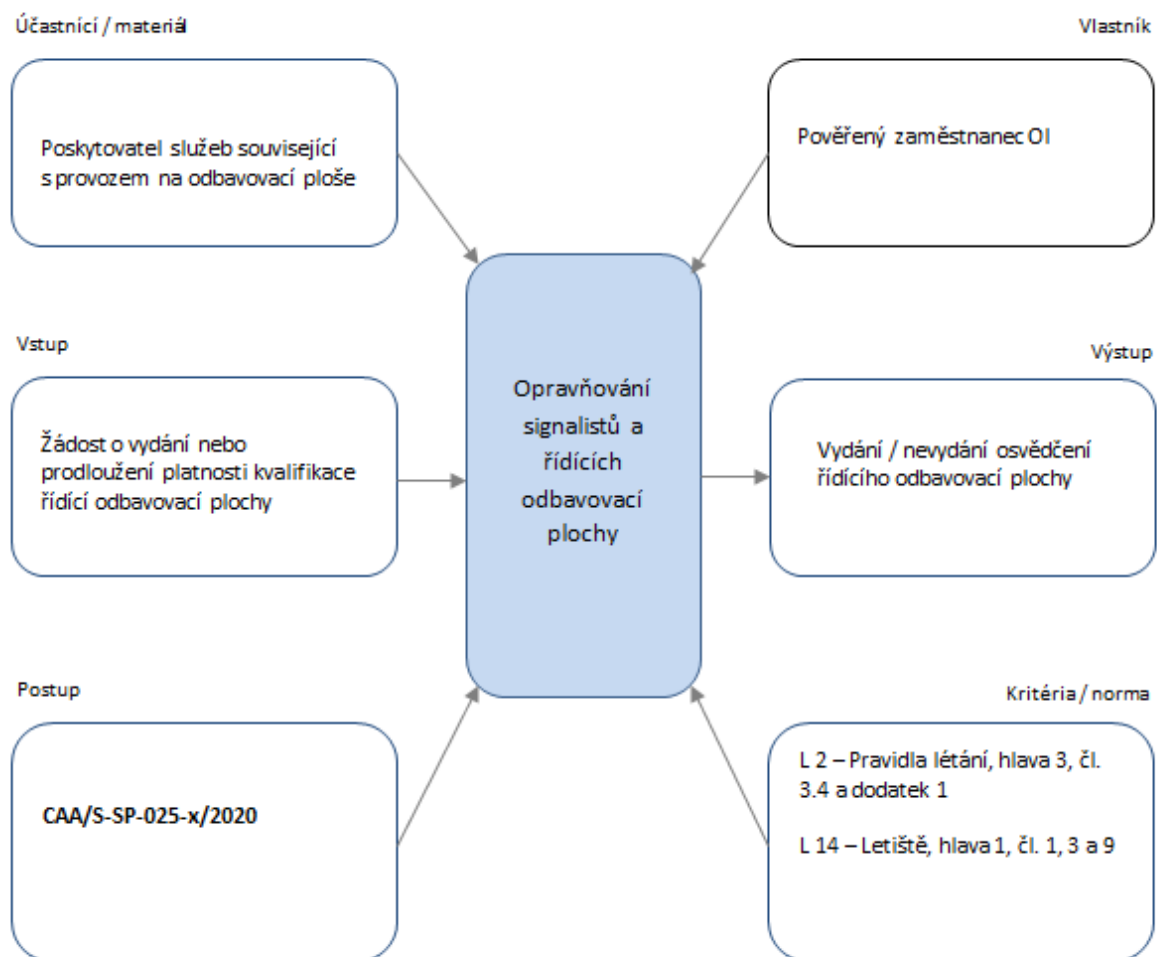 Účastnící / materiál
Vlastník
Poskytovatel služeb související
s provozem na odbavovací ploše
Pověřený zaměstnanec OI
Vstup
Výstup
Žádost o vydání nebo
prodloužení platnosti kvalifikace
řídící odbavovací plochy
Opravňování
signalistů a
řídících
odbavovací
plochy
Vydání / nevydání osvědčení
řídícího odbavovací plochy
Postup
Kritéria / norma
CAA/S-SP-025-x/2020
L 2 – Pravidla létání, hlava 3, čl.
3.4 a dodatek 1
L 14 – Letiště, hlava 1, čl. 1, 3 a 9